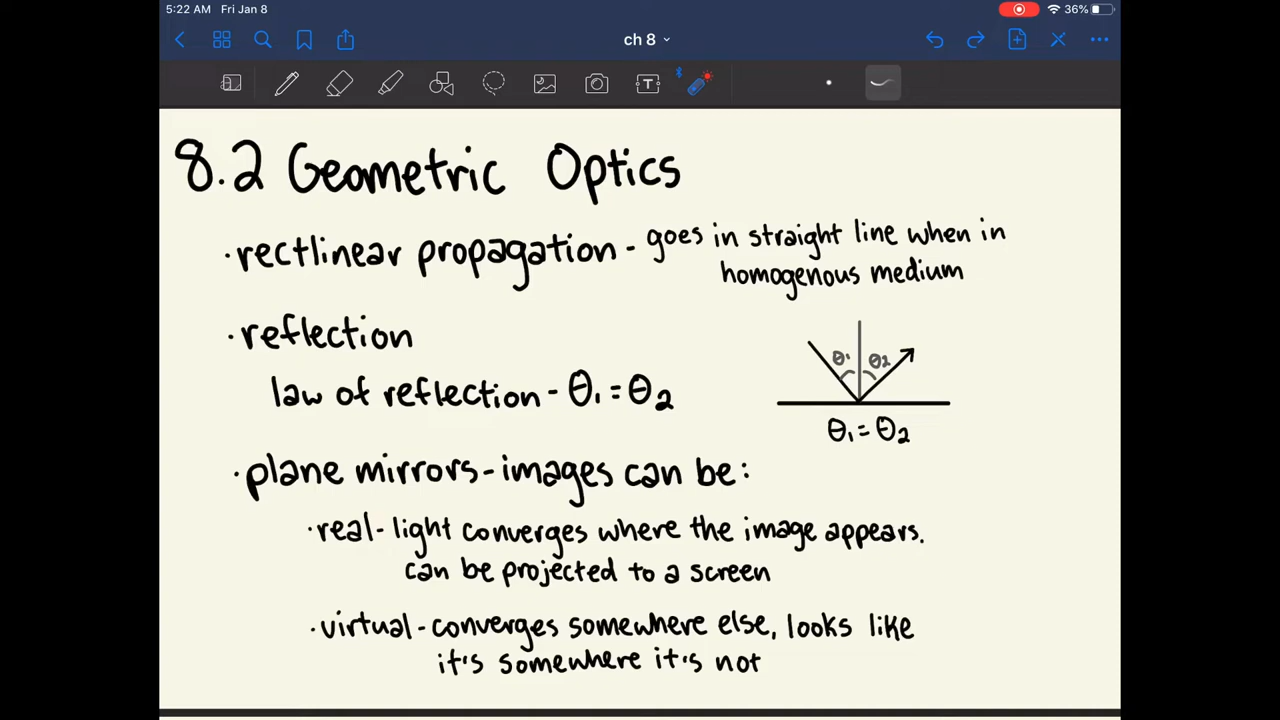 5:22 AM Fri Jan 8 36%
ch 8
T
8.2 Geometric Optics
·rectlinear propagation - goes in straight line when in
homogenous medium
·reflection
law of reflection - θ1 = θ2
θ1 θ2
θ1 = θ2
·plane mirrors - images can be:
·real - light converges where the image appears.
can be projected to a screen
·virtual - converges somewhere else, looks like
it's somewhere it's not